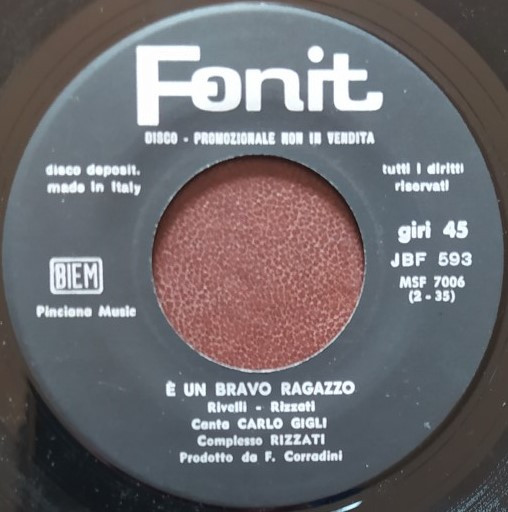 Fonit
DISCO - PROMOZIONALE NON IN VENDITA
disco deposit.
made in Italy
tutti i diritti
riservati
giri 45
JBF 593
MSF 7006
(2 - 35)
BIEM
Pinciana Music
È UN BRAVO RAGAZZO
Rivelli - Rizzati
Canta CARLO GIGLI
Complesso RIZZATI
Prodotto da F. Corradini